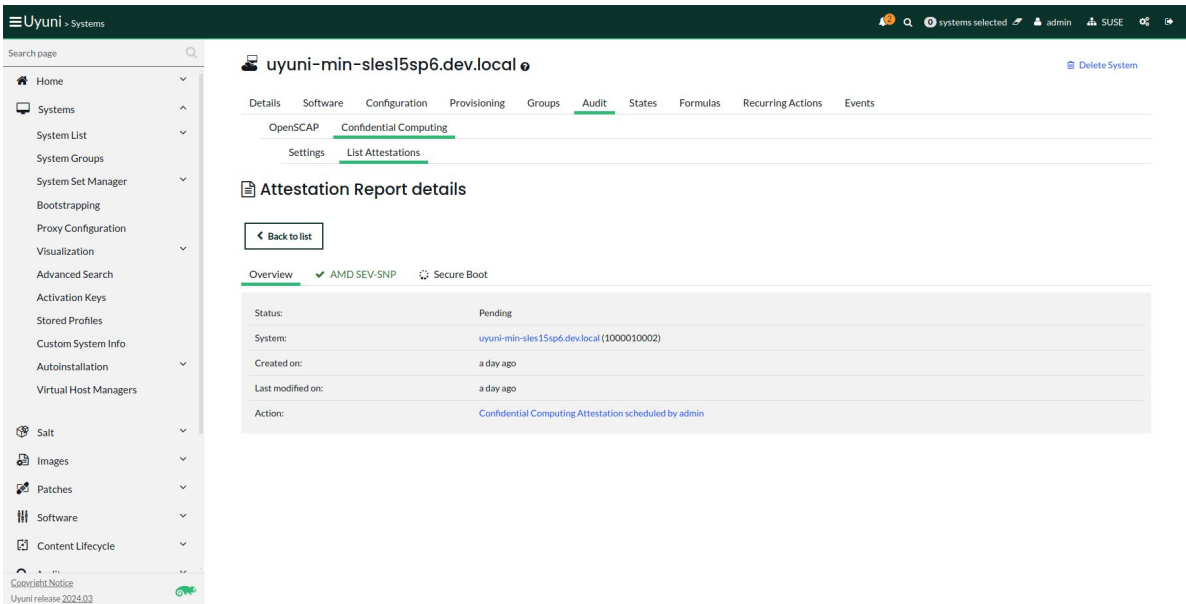 Uyuni > Systems
2
0 systems selected
admin
SUSE
Search page
Home
Systems
System List
System Groups
System Set Manager
Bootstrapping
Proxy Configuration
Visualization
Advanced Search
Activation Keys
Stored Profiles
Custom System Info
Autoinstallation
Virtual Host Managers
Salt
Images
Patches
Software
Content Lifecycle
Copyright Notice
Uyuni release 2024.03
uyuni-min-sles15sp6.dev.local
Delete System
Details Software Configuration Provisioning Groups Audit States Formulas Recurring Actions Events
OpenSCAP Confidential Computing
Settings List Attestations
Attestation Report details
Back to list
Overview AMD SEV-SNP Secure Boot
Status: Pending
System: uyuni-min-sles15sp6.dev.local (1000010002)
Created on: a day ago
Last modified on: a day ago
Action: Confidential Computing Attestation scheduled by admin